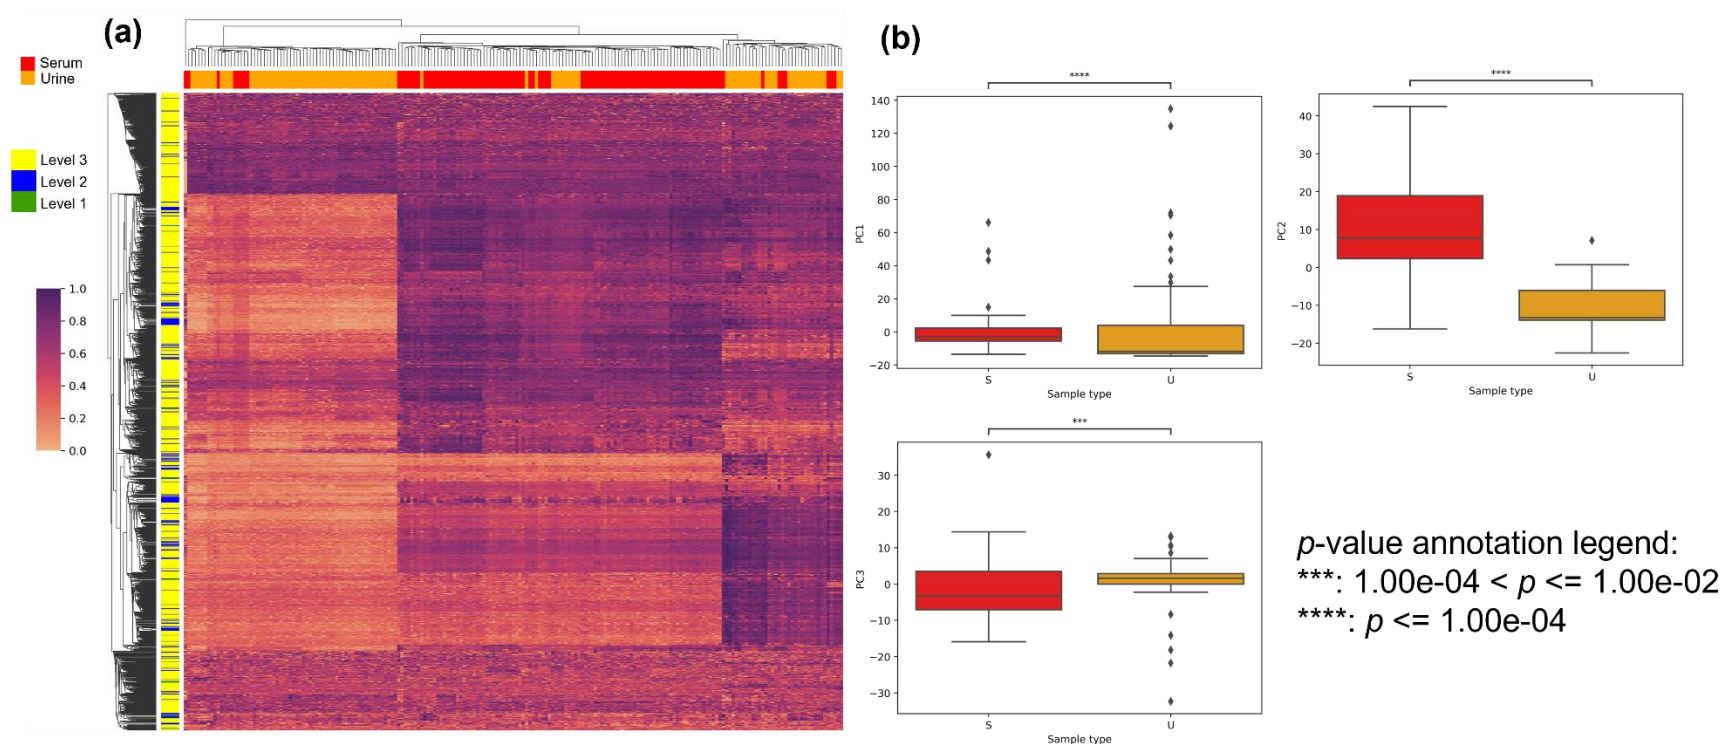 (a)
Serum
Urine
Level 3
Level 2
Level 1
1.0
0.8
0.6
0.4
0.2
0.0
(b)
****
140
120
100
80
60
40
20
0
−20
PC1
S U
Sample type
****
40
30
20
10
0
−10
−20
PC2
S U
Sample type
***
30
20
10
0
−10
−20
−30
PC3
S U
Sample type
p-value annotation legend:
***: 1.00e-04 < p <= 1.00e-02
****: p <= 1.00e-04